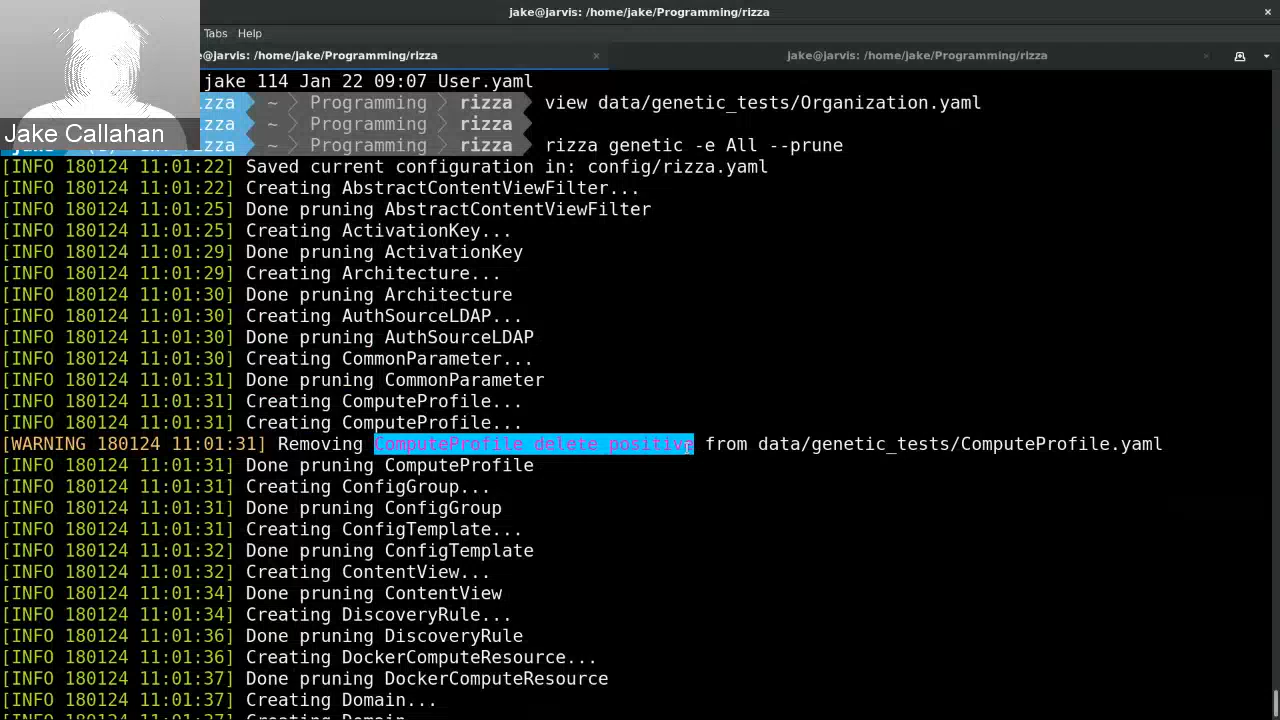 jake@jarvis: /home/jake/Programming/rizza
Tabs Help
@jarvis: /home/jake/Programming/rizza
jake@jarvis: /home/jake/Programming/rizza
jake 114 Jan 22 09:07 User.yaml
~ Programming rizza view data/genetic_tests/Organization.yaml
~ Programming rizza
Jake Callahan
~ Programming rizza rizza genetic -e All --prune
[INFO 180124 11:01:22] Saved current configuration in: config/rizza.yaml
[INFO 180124 11:01:22] Creating AbstractContentViewFilter...
[INFO 180124 11:01:25] Done pruning AbstractContentViewFilter
[INFO 180124 11:01:25] Creating ActivationKey...
[INFO 180124 11:01:29] Done pruning ActivationKey
[INFO 180124 11:01:29] Creating Architecture...
[INFO 180124 11:01:30] Done pruning Architecture
[INFO 180124 11:01:30] Creating AuthSourceLDAP...
[INFO 180124 11:01:30] Done pruning AuthSourceLDAP
[INFO 180124 11:01:30] Creating CommonParameter...
[INFO 180124 11:01:31] Done pruning CommonParameter
[INFO 180124 11:01:31] Creating ComputeProfile...
[INFO 180124 11:01:31] Creating ComputeProfile...
[WARNING 180124 11:01:31] Removing ComputeProfile delete positive from data/genetic_tests/ComputeProfile.yaml
[INFO 180124 11:01:31] Done pruning ComputeProfile
[INFO 180124 11:01:31] Creating ConfigGroup...
[INFO 180124 11:01:31] Done pruning ConfigGroup
[INFO 180124 11:01:31] Creating ConfigTemplate...
[INFO 180124 11:01:32] Done pruning ConfigTemplate
[INFO 180124 11:01:32] Creating ContentView...
[INFO 180124 11:01:34] Done pruning ContentView
[INFO 180124 11:01:34] Creating DiscoveryRule...
[INFO 180124 11:01:36] Done pruning DiscoveryRule
[INFO 180124 11:01:36] Creating DockerComputeResource...
[INFO 180124 11:01:37] Done pruning DockerComputeResource
[INFO 180124 11:01:37] Creating Domain...